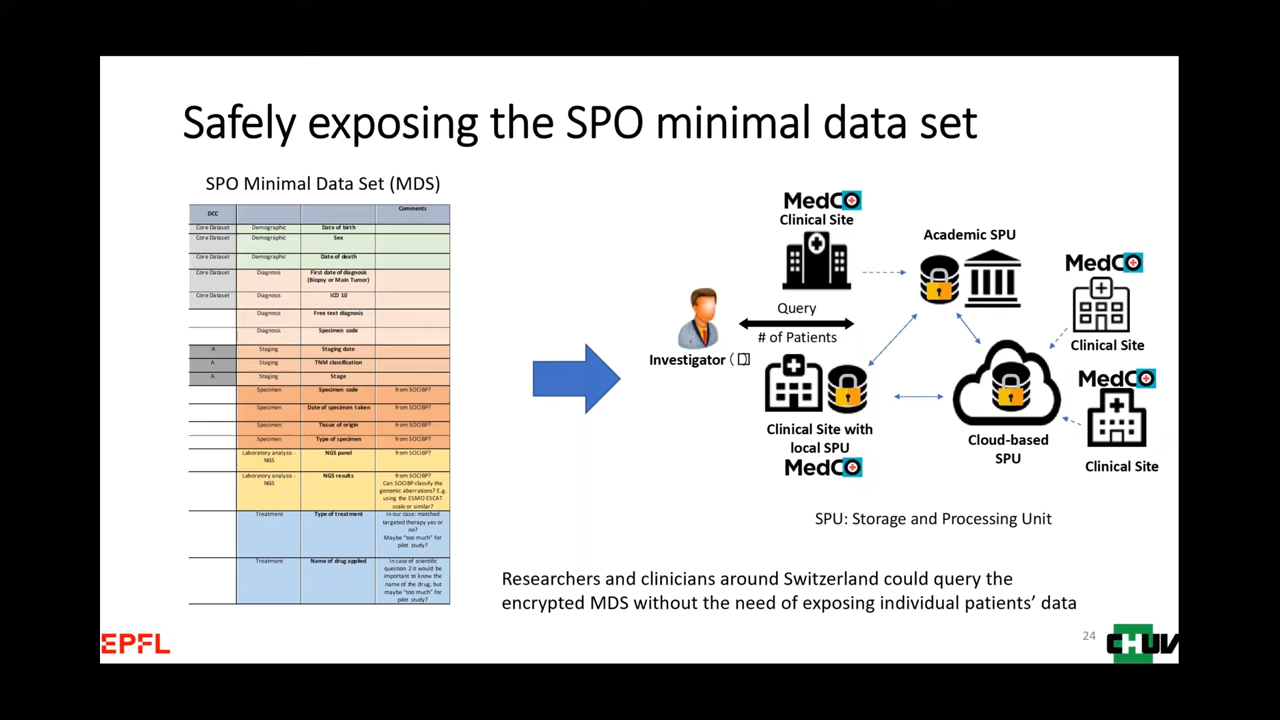 Safely exposing the SPO minimal data set
SPO Minimal Data Set (MDS)
DCC Comments
Core Dataset Demographic Date of birth
Core Dataset Demographic Sex
Core Dataset Demographic Date of death
Core Dataset Diagnosis First date of diagnosis
(Biopsy or Main Tumor)
Core Dataset Diagnosis ICD 10
Diagnosis Free text diagnosis
Diagnosis Specimen code
A Staging Staging date
A Staging TNM classification
A Staging Stage
Specimen Specimen code from SOCIBP?
Specimen Date of specimen taken from SOCIBP?
Specimen Tissue of origin from SOCIBP?
Specimen Type of specimen from SOCIBP?
Laboratory analysis - NGS panel from SOCIBP?
NGS
Laboratory analysis - NGS results from SOCIBP?
NGS Can SOCIBP classify the
genomic aberrations? E.g.
using the ESMO ESCAT
scale or similar?
Treatment Type of treatment In our case: matched
targeted therapy yes or
no?
Maybe "too much" for
pilot study?
Treatment Name of drug applied In case of scientific
question 2 it would be
important to know the
name of the drug, but
maybe "too much" for
pilot study?
MedCo
Clinical Site
Academic SPU
MedCo
Clinical Site
Query
# of Patients
Investigator (
MedCo
Clinical Site
Clinical Site with
local SPU
MedCo
Cloud-based
SPU
SPU: Storage and Processing Unit
Researchers and clinicians around Switzerland could query the
encrypted MDS without the need of exposing individual patients' data
EPFL
24
CHUV